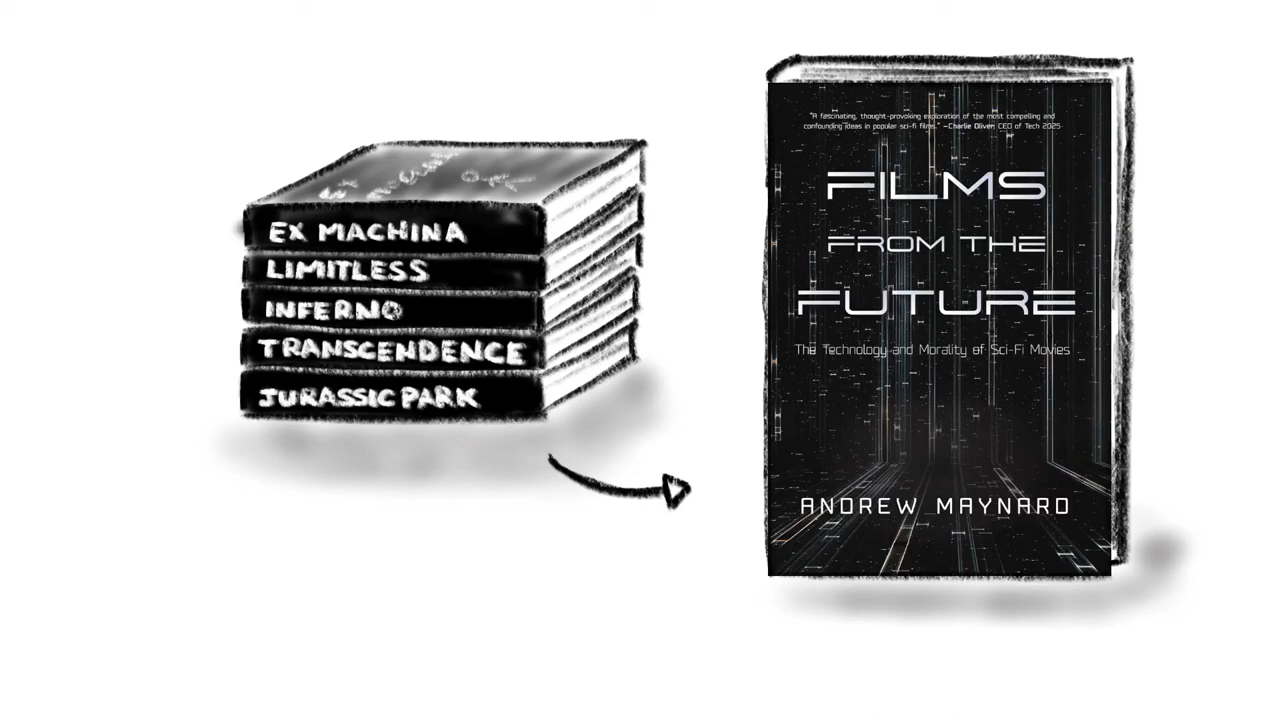 EX MACHINA
LIMITLESS
INFERNO
TRANSCENDENCE
JURASSIC PARK
"A fascinating, thought-provoking exploration of the most compelling and
confounding ideas in popular sci-fi films." —Charlie Oliver, CEO of Tech 2025
FILMS
FROM THE
FUTURE
The Technology and Morality of Sci-Fi Movies
ANDREW MAYNARD